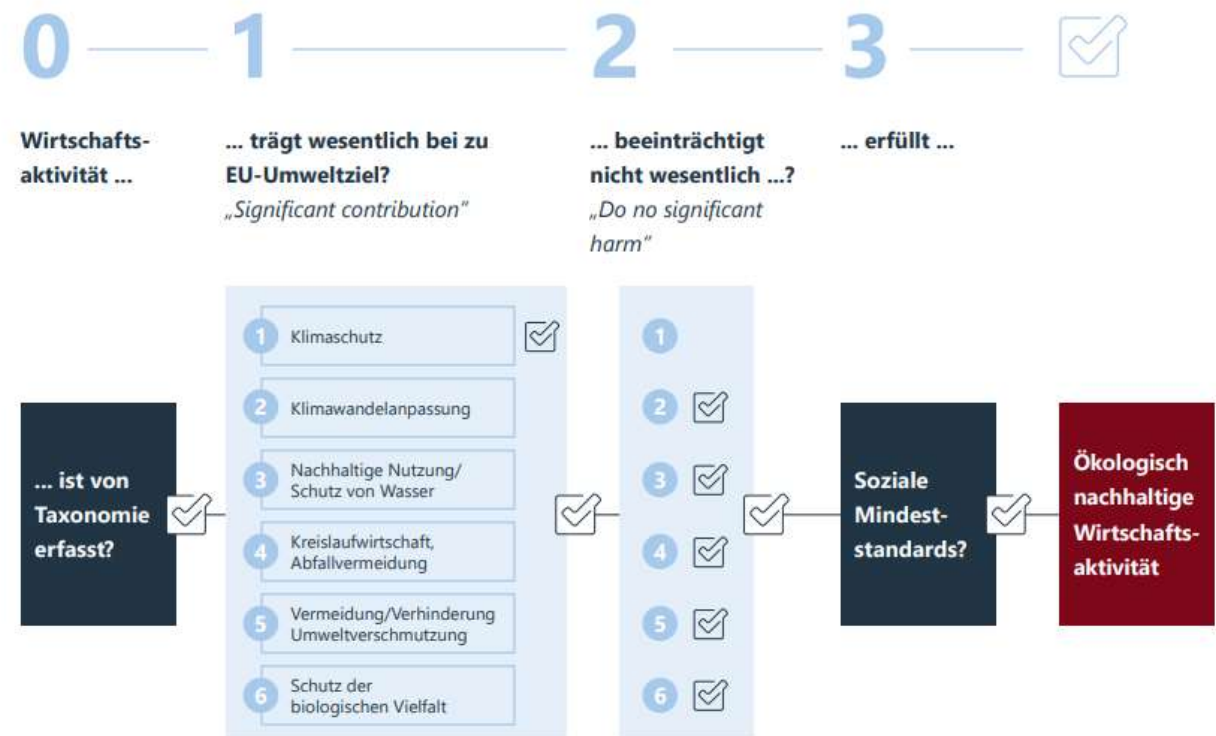 0
1
2
3
Wirtschafts-
aktivität ...
... trägt wesentlich bei zu
EU-Umweltziel?
„Significant contribution"
... beeinträchtigt
nicht wesentlich ...?
„Do no significant
harm"
... erfüllt ...
... ist von
Taxonomie
erfasst?
1
Klimaschutz
2
Klimawandelanpassung
3
Nachhaltige Nutzung/
Schutz von Wasser
4
Kreislaufwirtschaft,
Abfallvermeidung
5
Vermeidung/Verhinderung
Umweltverschmutzung
6
Schutz der
biologischen Vielfalt
1
2
3
4
5
6
Soziale
Mindest-
standards?
Ökologisch
nachhaltige
Wirtschafts-
aktivität